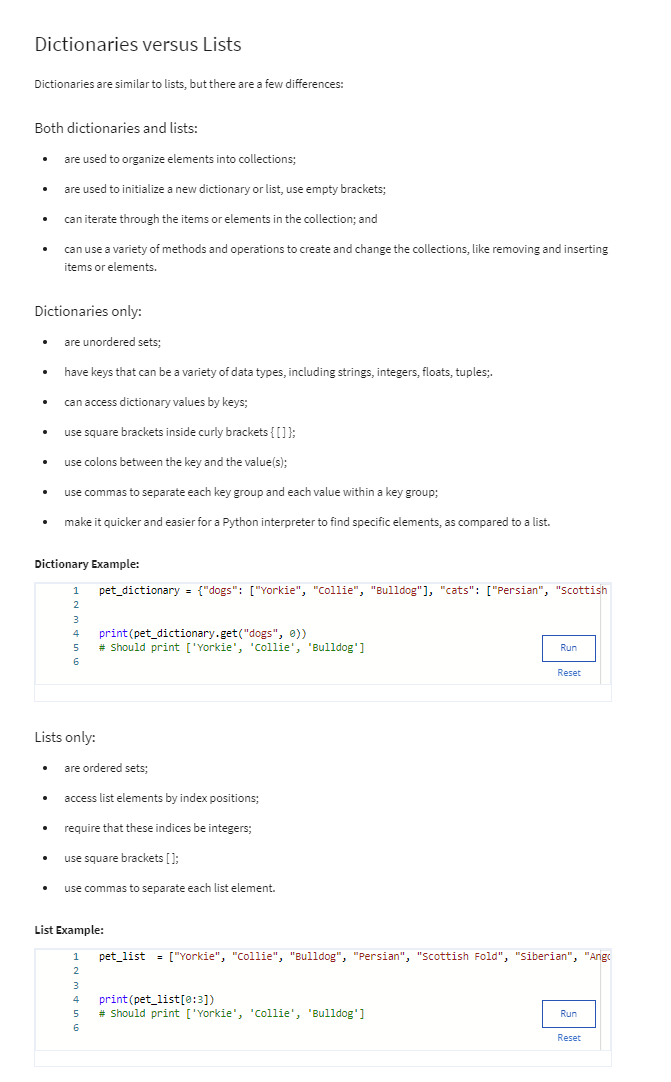 Dictionaries versus Lists
Dictionaries are similar to lists, but there are a few differences:
Both dictionaries and lists:
• are used to organize elements into collections;
• are used to initialize a new dictionary or list, use empty brackets;
• can iterate through the items or elements in the collection; and
• can use a variety of methods and operations to create and change the collections, like removing and inserting
items or elements.
Dictionaries only:
• are unordered sets;
• have keys that can be a variety of data types, including strings, integers, floats, tuples;.
• can access dictionary values by keys;
• use square brackets inside curly brackets { [ ] };
• use colons between the key and the value(s);
• use commas to separate each key group and each value within a key group;
• make it quicker and easier for a Python interpreter to find specific elements, as compared to a list.
Dictionary Example:
1 pet_dictionary = {"dogs": ["Yorkie", "Collie", "Bulldog"], "cats": ["Persian", "Scottish
2
3
4 print(pet_dictionary.get("dogs", 0))
5 # Should print ['Yorkie', 'Collie', 'Bulldog']
6
Run
Reset
Lists only:
• are ordered sets;
• access list elements by index positions;
• require that these indices be integers;
• use square brackets [ ];
• use commas to separate each list element.
List Example:
1 pet_list  = ["Yorkie", "Collie", "Bulldog", "Persian", "Scottish Fold", "Siberian", "Ango
2
3
4 print(pet_list[0:3])
5 # Should print ['Yorkie', 'Collie', 'Bulldog']
6
Run
Reset